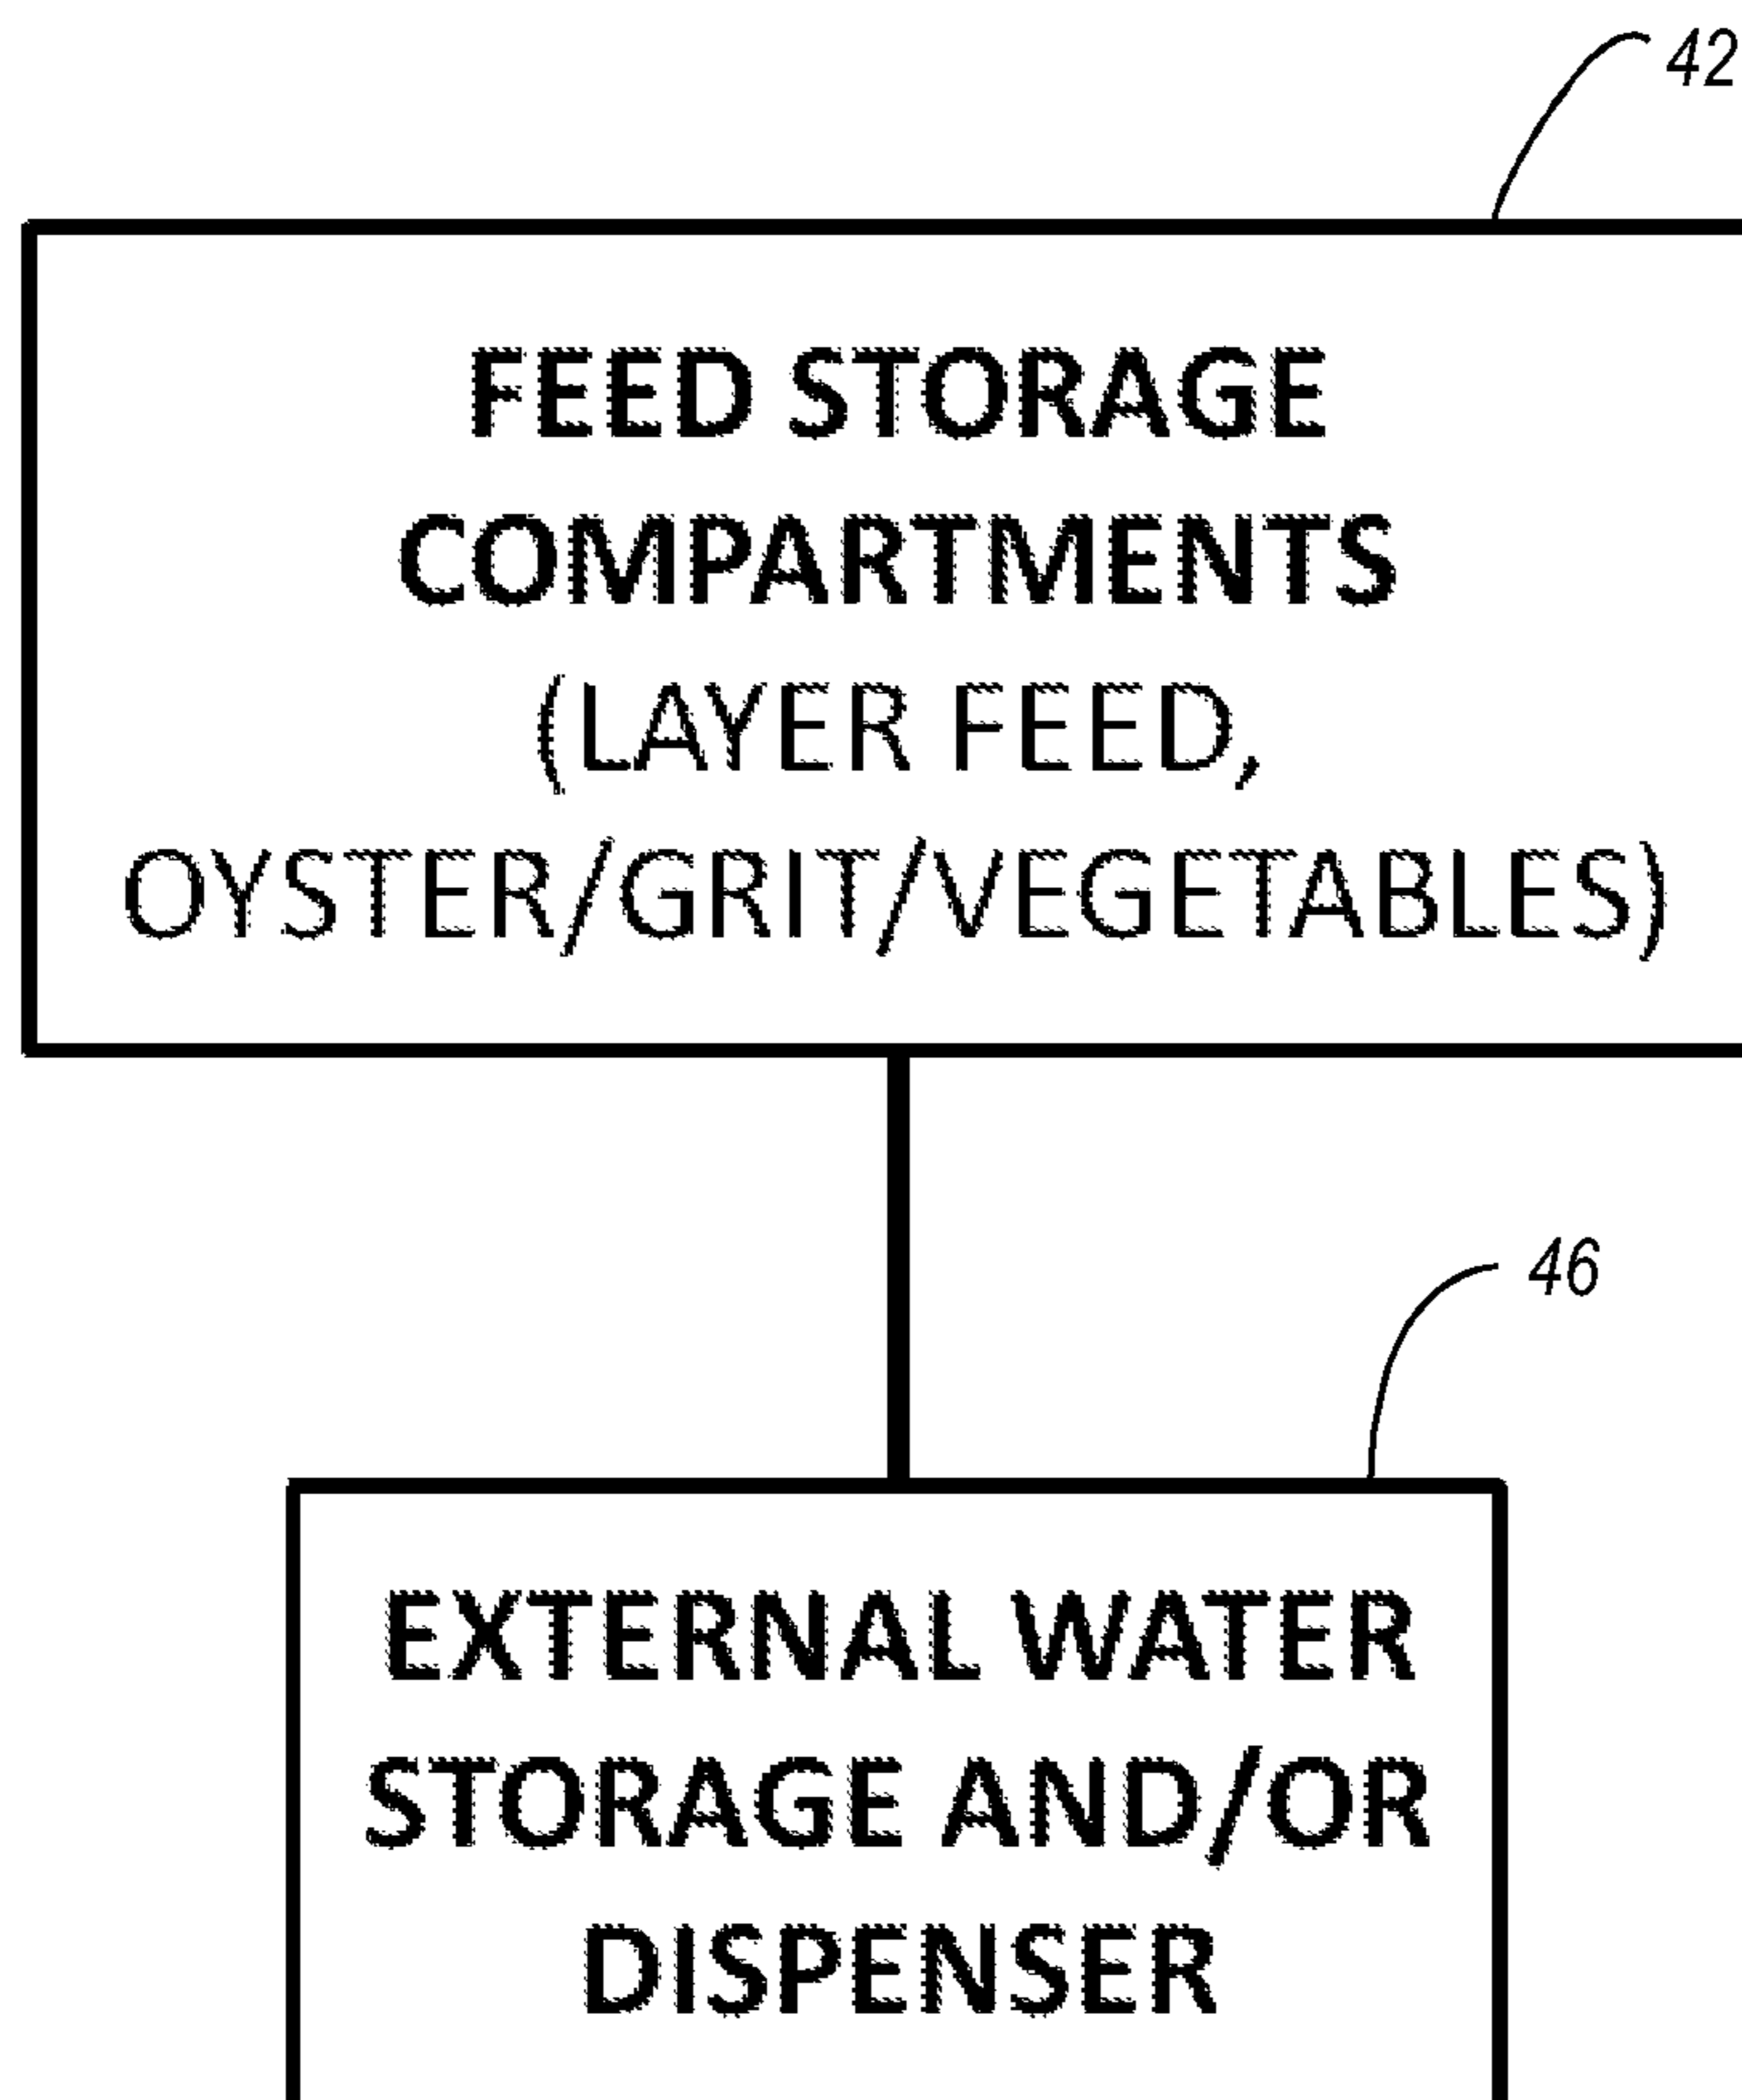 42
FEED STORAGE
COMPARTMENTS
(LAYER FEED,
OYSTER/GRIT/VEGETABLES)
46
EXTERNAL WATER
STORAGE AND/OR
DISPENSER